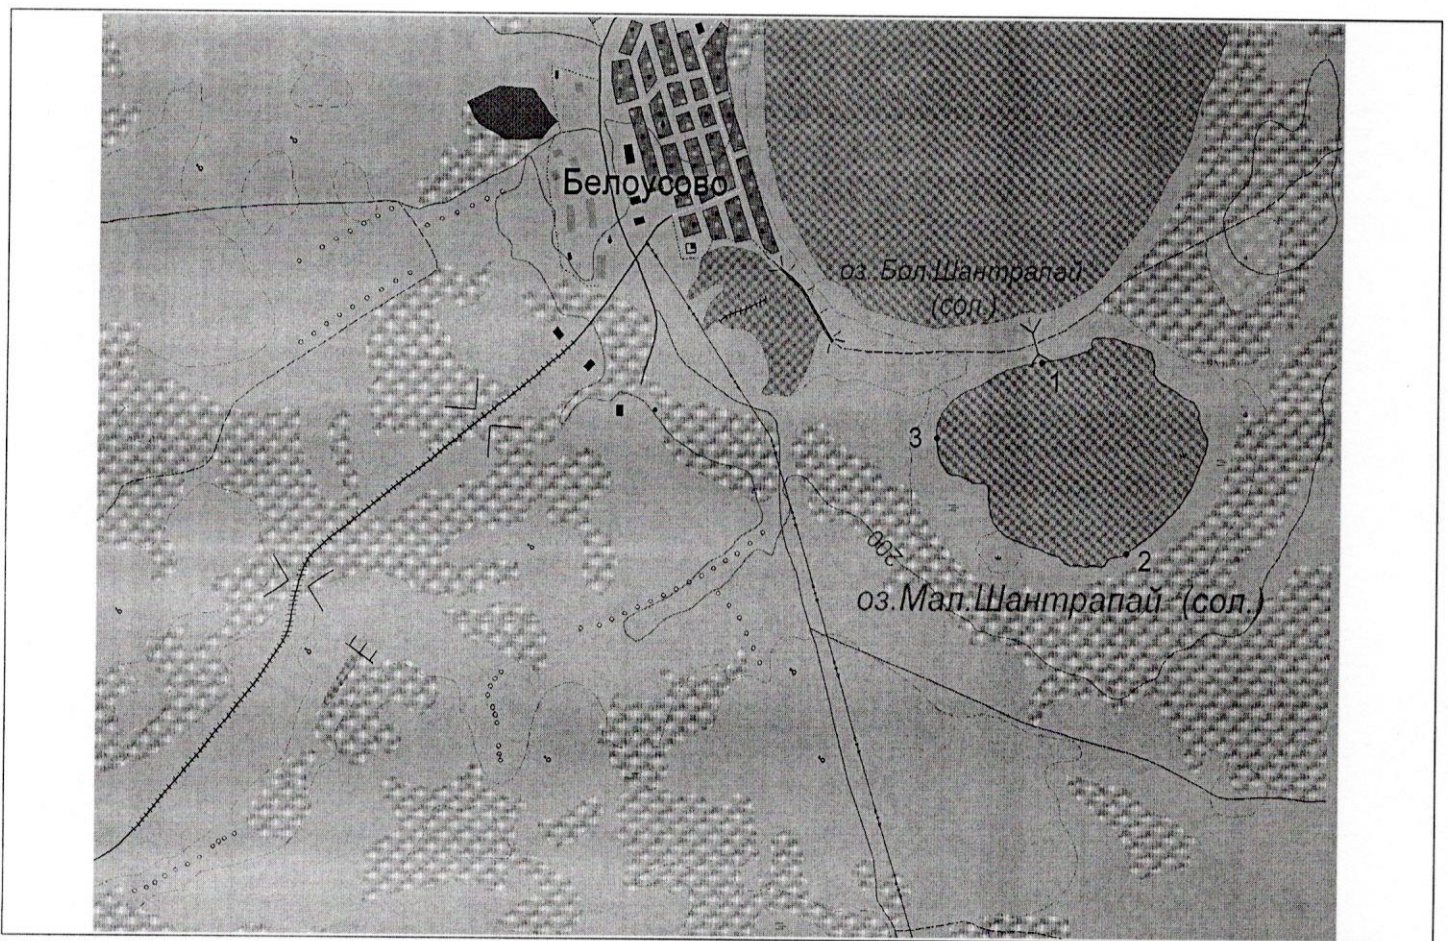 Белоусово
оз. Бол.Шантрапай
(сол.)
1
3
200
2
оз.Мал.Шантрапай (сол.)